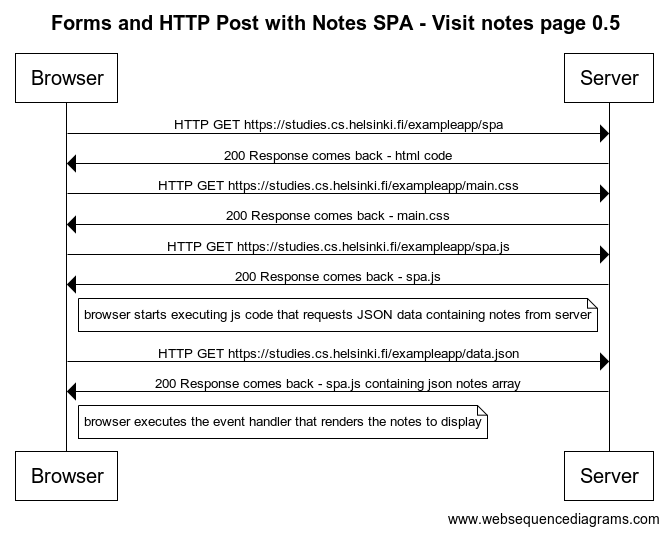 Forms and HTTP Post with Notes SPA - Visit notes page 0.5
Browser
Server
HTTP GET https://studies.cs.helsinki.fi/exampleapp/spa
200 Response comes back - html code
HTTP GET https://studies.cs.helsinki.fi/exampleapp/main.css
200 Response comes back - main.css
HTTP GET https://studies.cs.helsinki.fi/exampleapp/spa.js
200 Response comes back - spa.js
browser starts executing js code that requests JSON data containing notes from server
HTTP GET https://studies.cs.helsinki.fi/exampleapp/data.json
200 Response comes back - spa.js containing json notes array
browser executes the event handler that renders the notes to display
Browser
Server
www.websequencediagrams.com